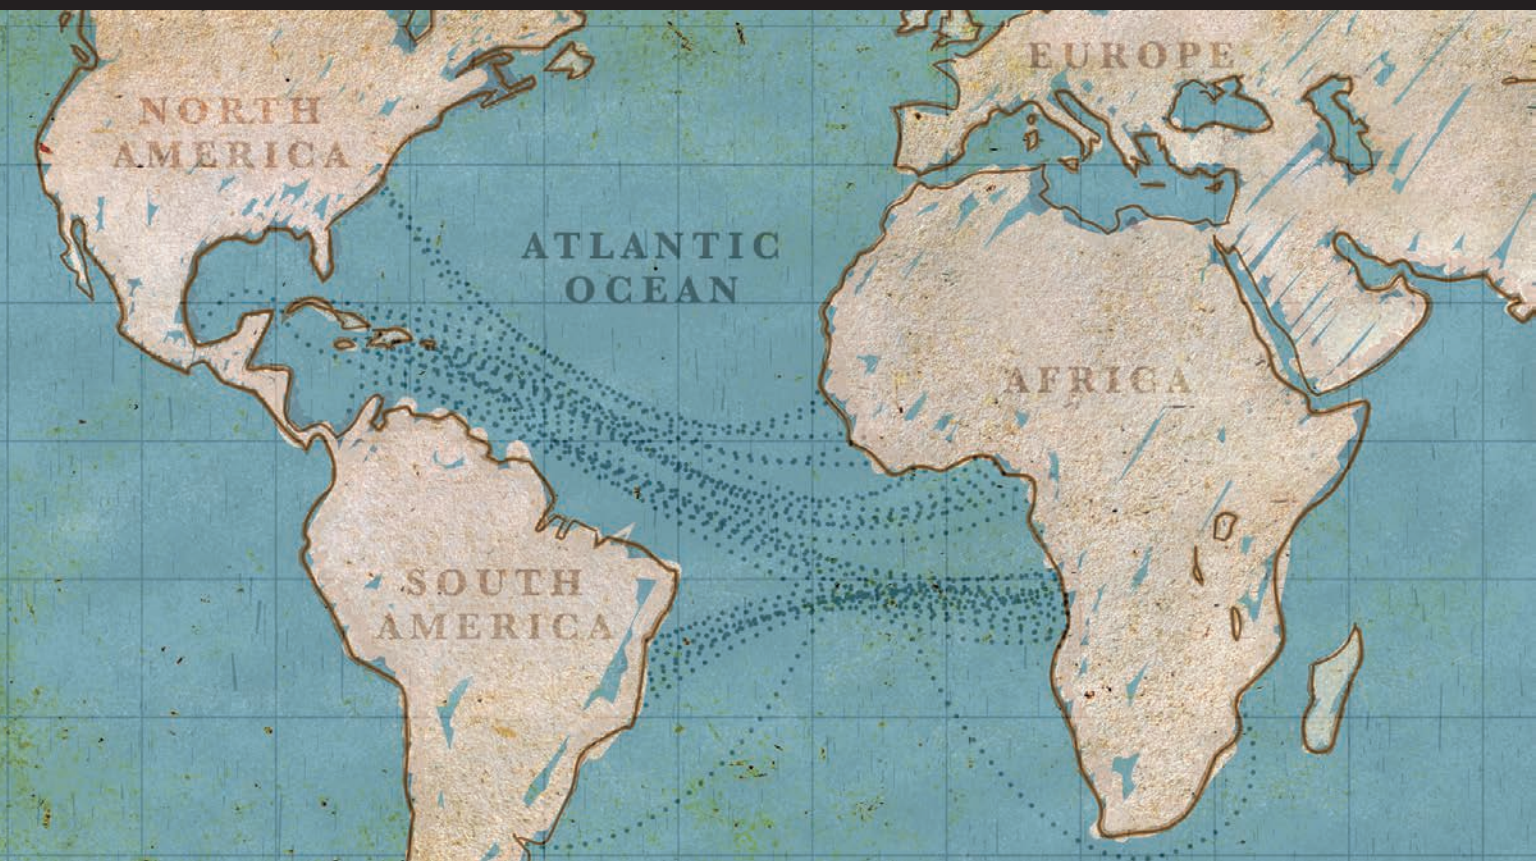 EUROPE
NORTH
AMERICA
ATLANTIC
OCEAN
AFRICA
SOUTH
AMERICA